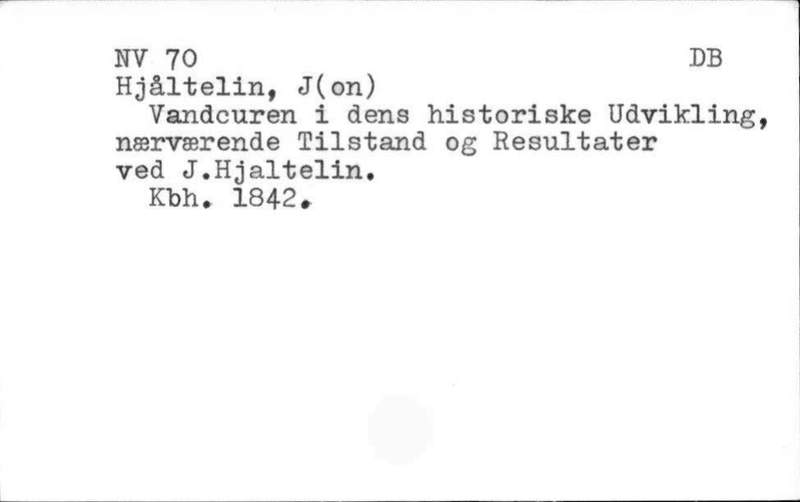 NV 70 DB
Hjåltelin, J(on)
Vandcuren i dens historiske Udvikling,
nærværende Tilstand og Resultater
ved J.Hjaltelin.
Kbh. 1842.